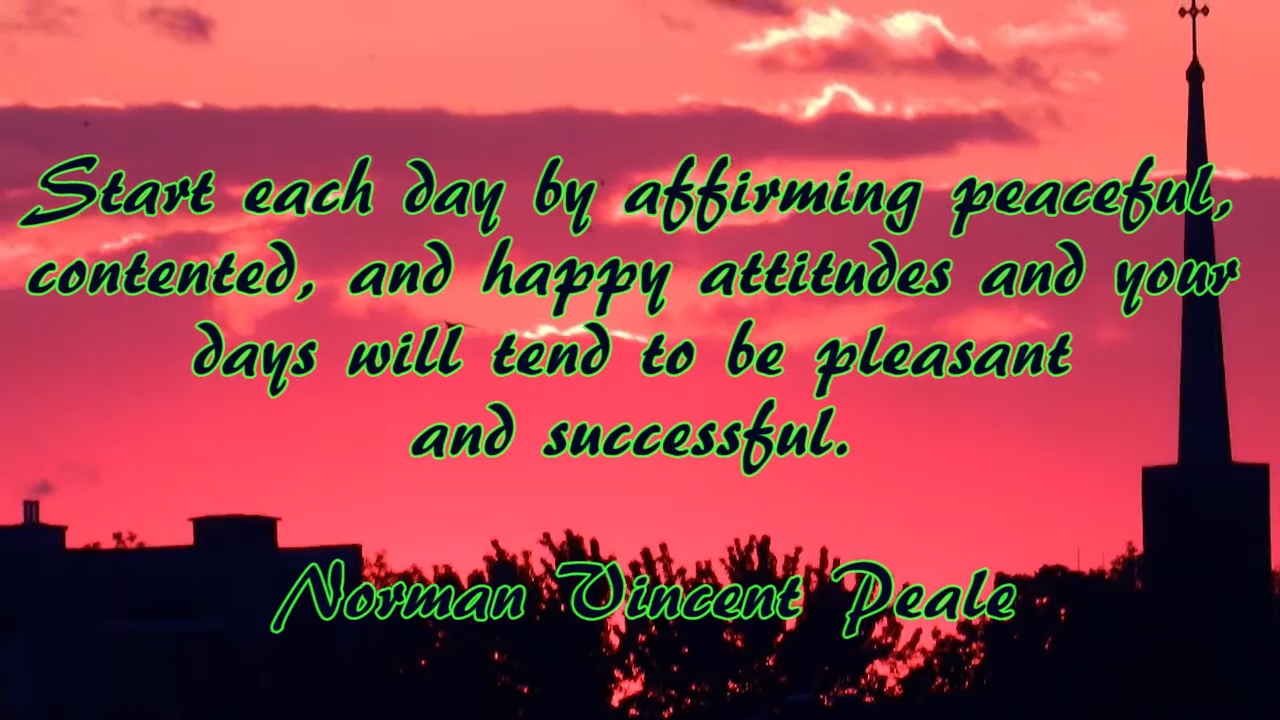 Start each day by affirming peaceful,
contented, and happy attitudes and your
days will tend to be pleasant
and successful.
Norman Vincent Peale